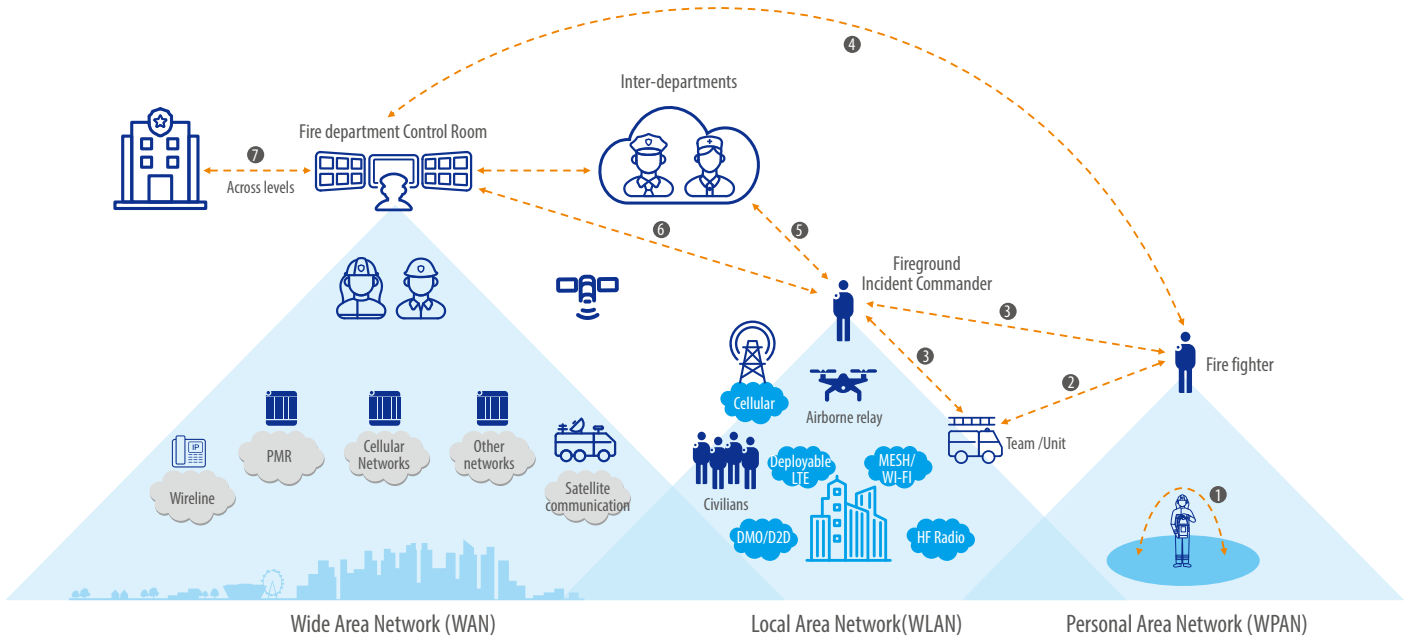 4
Inter-departments
Fire department Control Room
7
Across levels
6
5
Fireground
Incident Commander
3
3
2
Fire fighter
Cellular
Airborne relay
IP
PMR
Cellular
Networks
Other
networks
Wireline
Satellite
communication
Civilians
Deployable
LTE
MESH/
WI-FI
Team /Unit
DMO/D2D
HF Radio
1
Wide Area Network (WAN)
Local Area Network(WLAN)
Personal Area Network (WPAN)